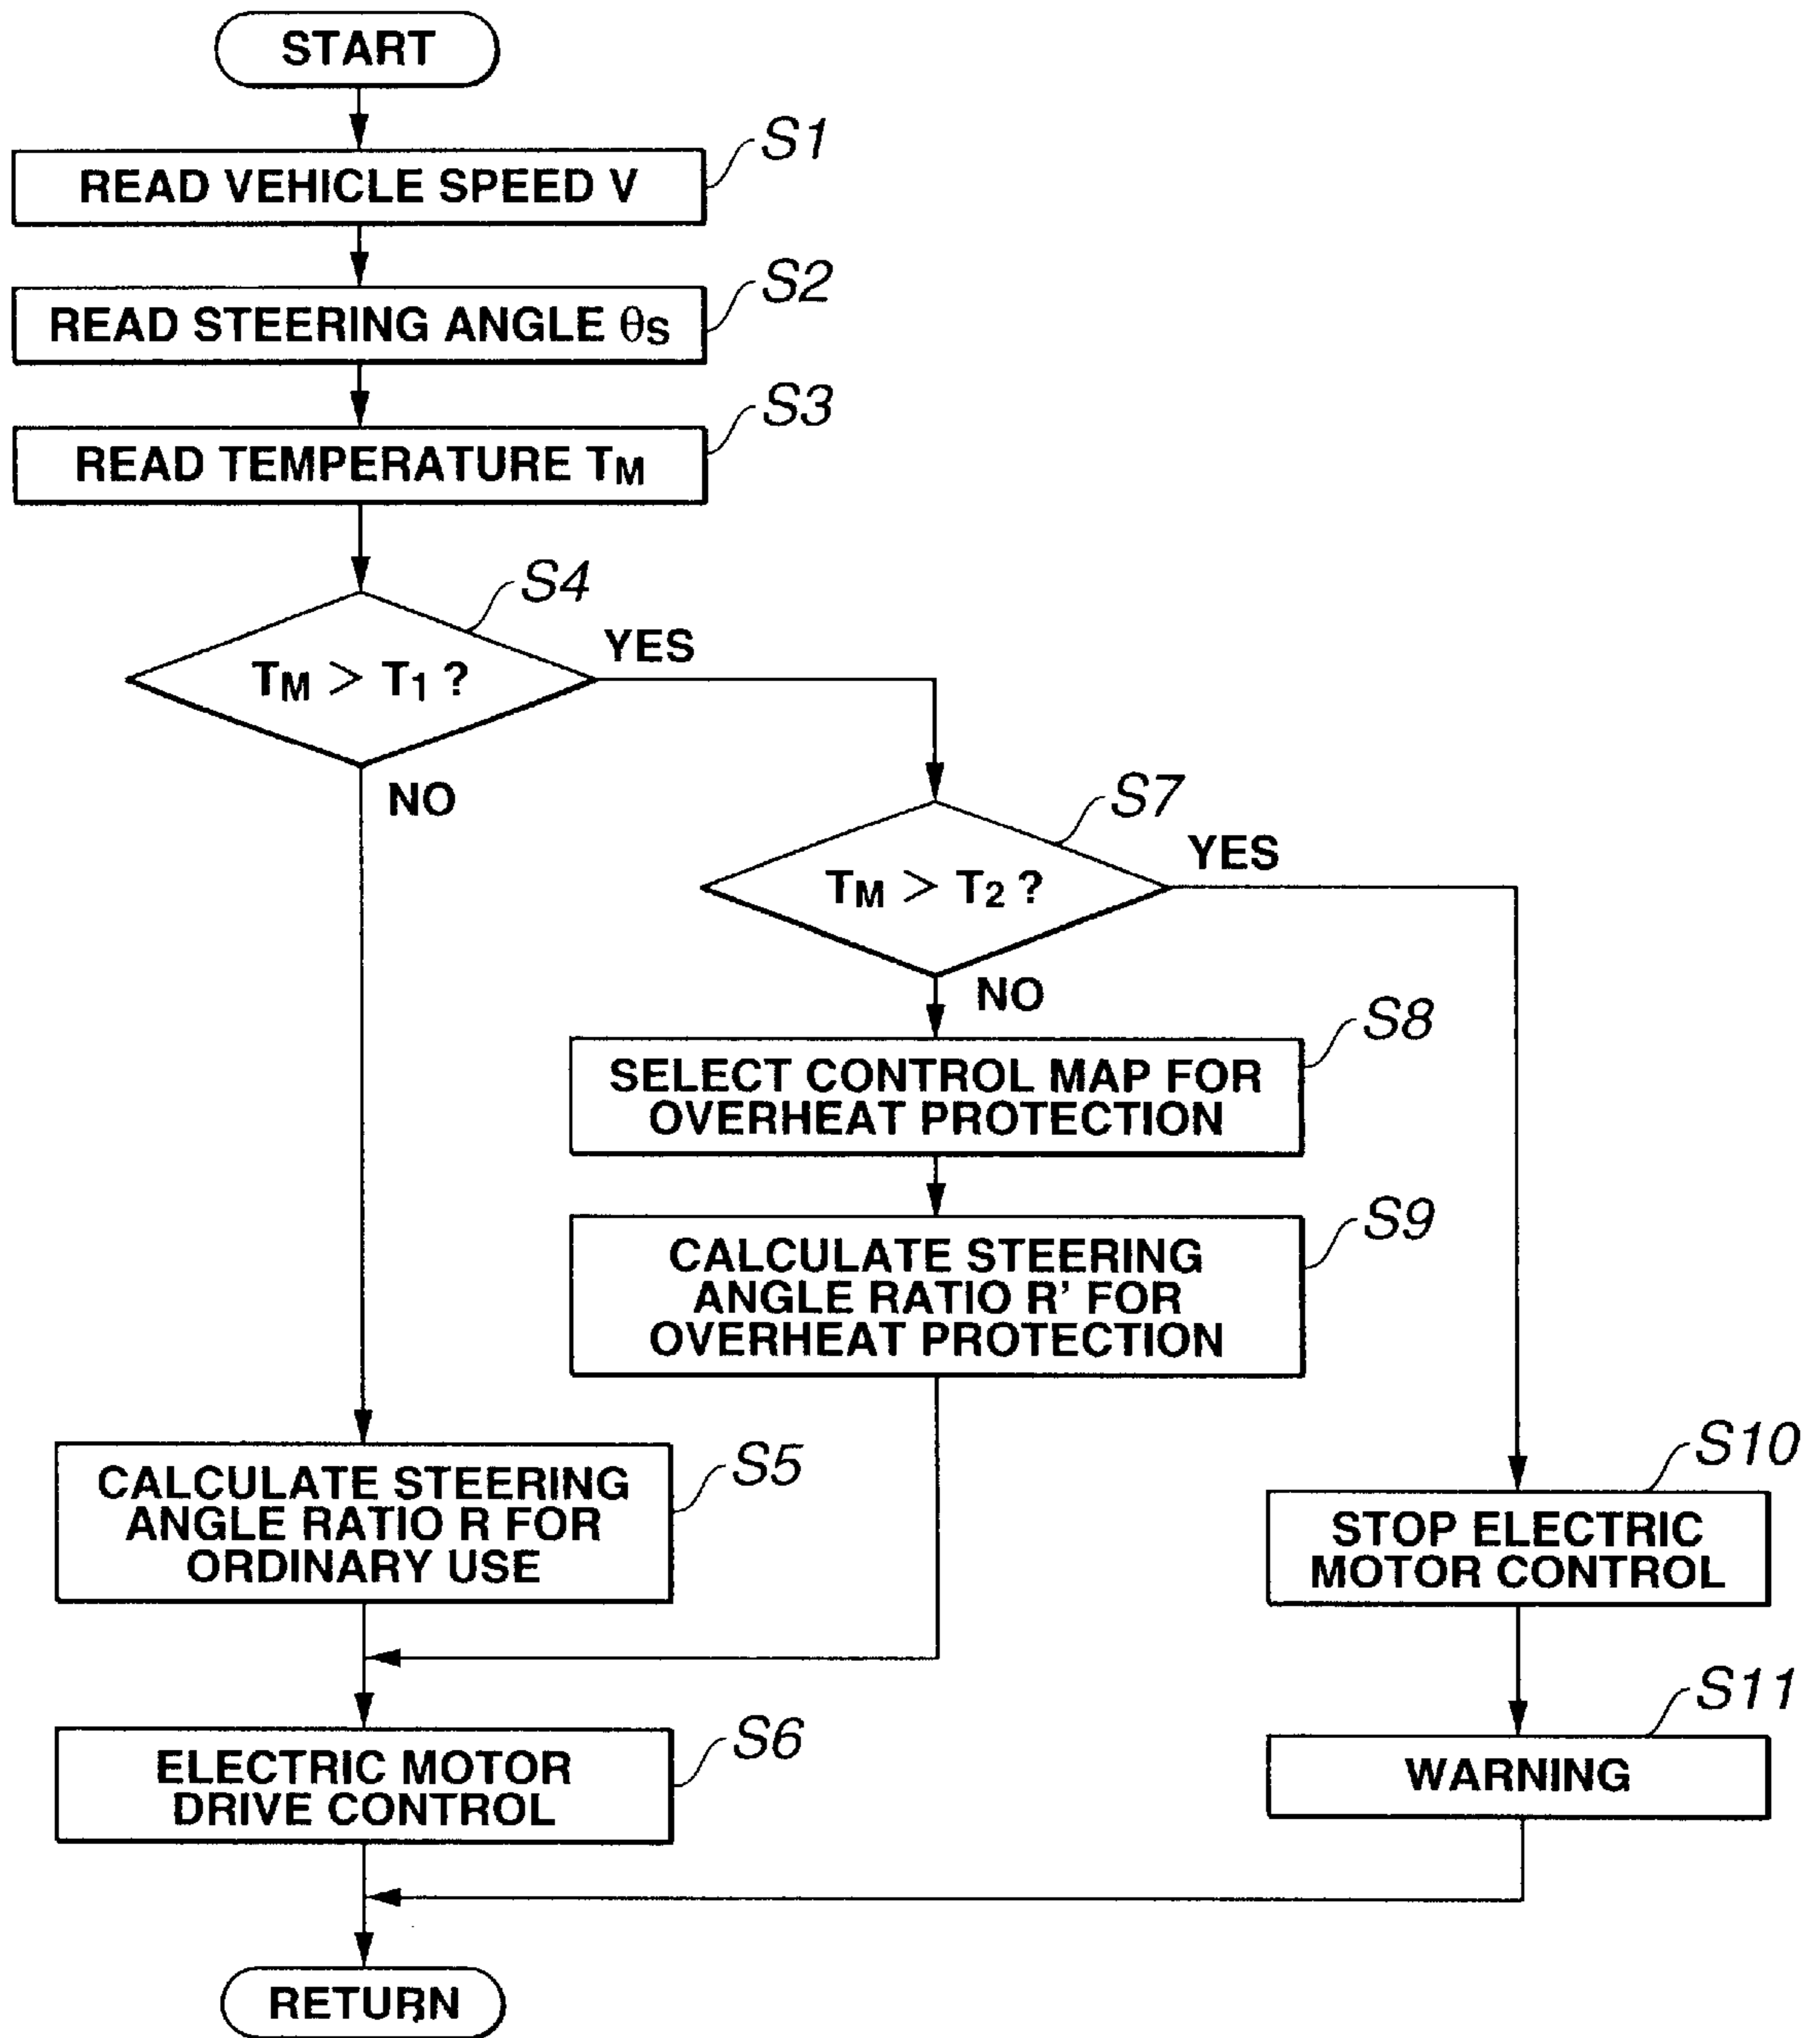 START
S1
READ VEHICLE SPEED V
S2
READ STEERING ANGLE θS
S3
READ TEMPERATURE TM
S4
TM > T1 ?
YES
NO
S7
TM > T2 ?
YES
NO
S8
SELECT CONTROL MAP FOR
OVERHEAT PROTECTION
S9
CALCULATE STEERING
ANGLE RATIO R' FOR
OVERHEAT PROTECTION
S5
CALCULATE STEERING
ANGLE RATIO R FOR
ORDINARY USE
S10
STOP ELECTRIC
MOTOR CONTROL
S6
ELECTRIC MOTOR
DRIVE CONTROL
S11
WARNING
RETURN